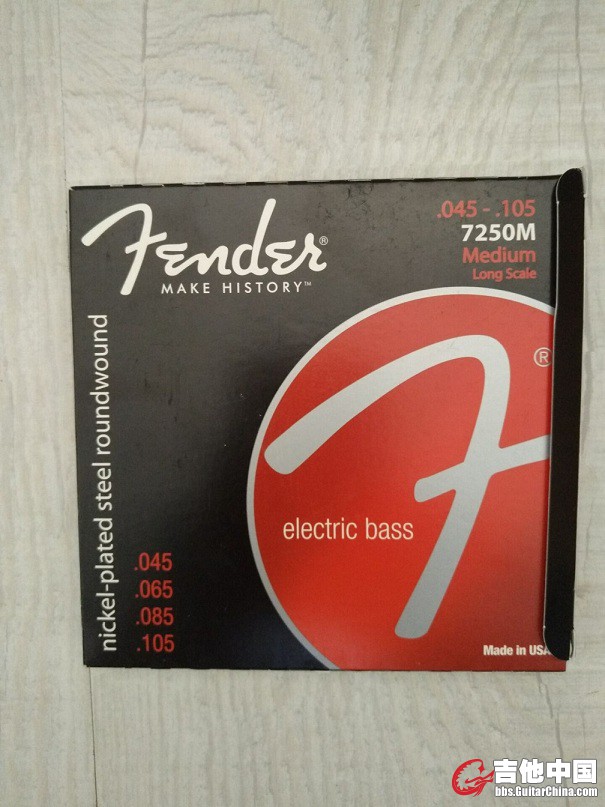 Fender®
MAKE HISTORY™
.045 - .105
7250M
Medium
Long Scale
®
nickel-plated steel roundwound
electric bass
.045
.065
.085
.105
Made in USA
吉他中国
bbs.GuitarChina.com